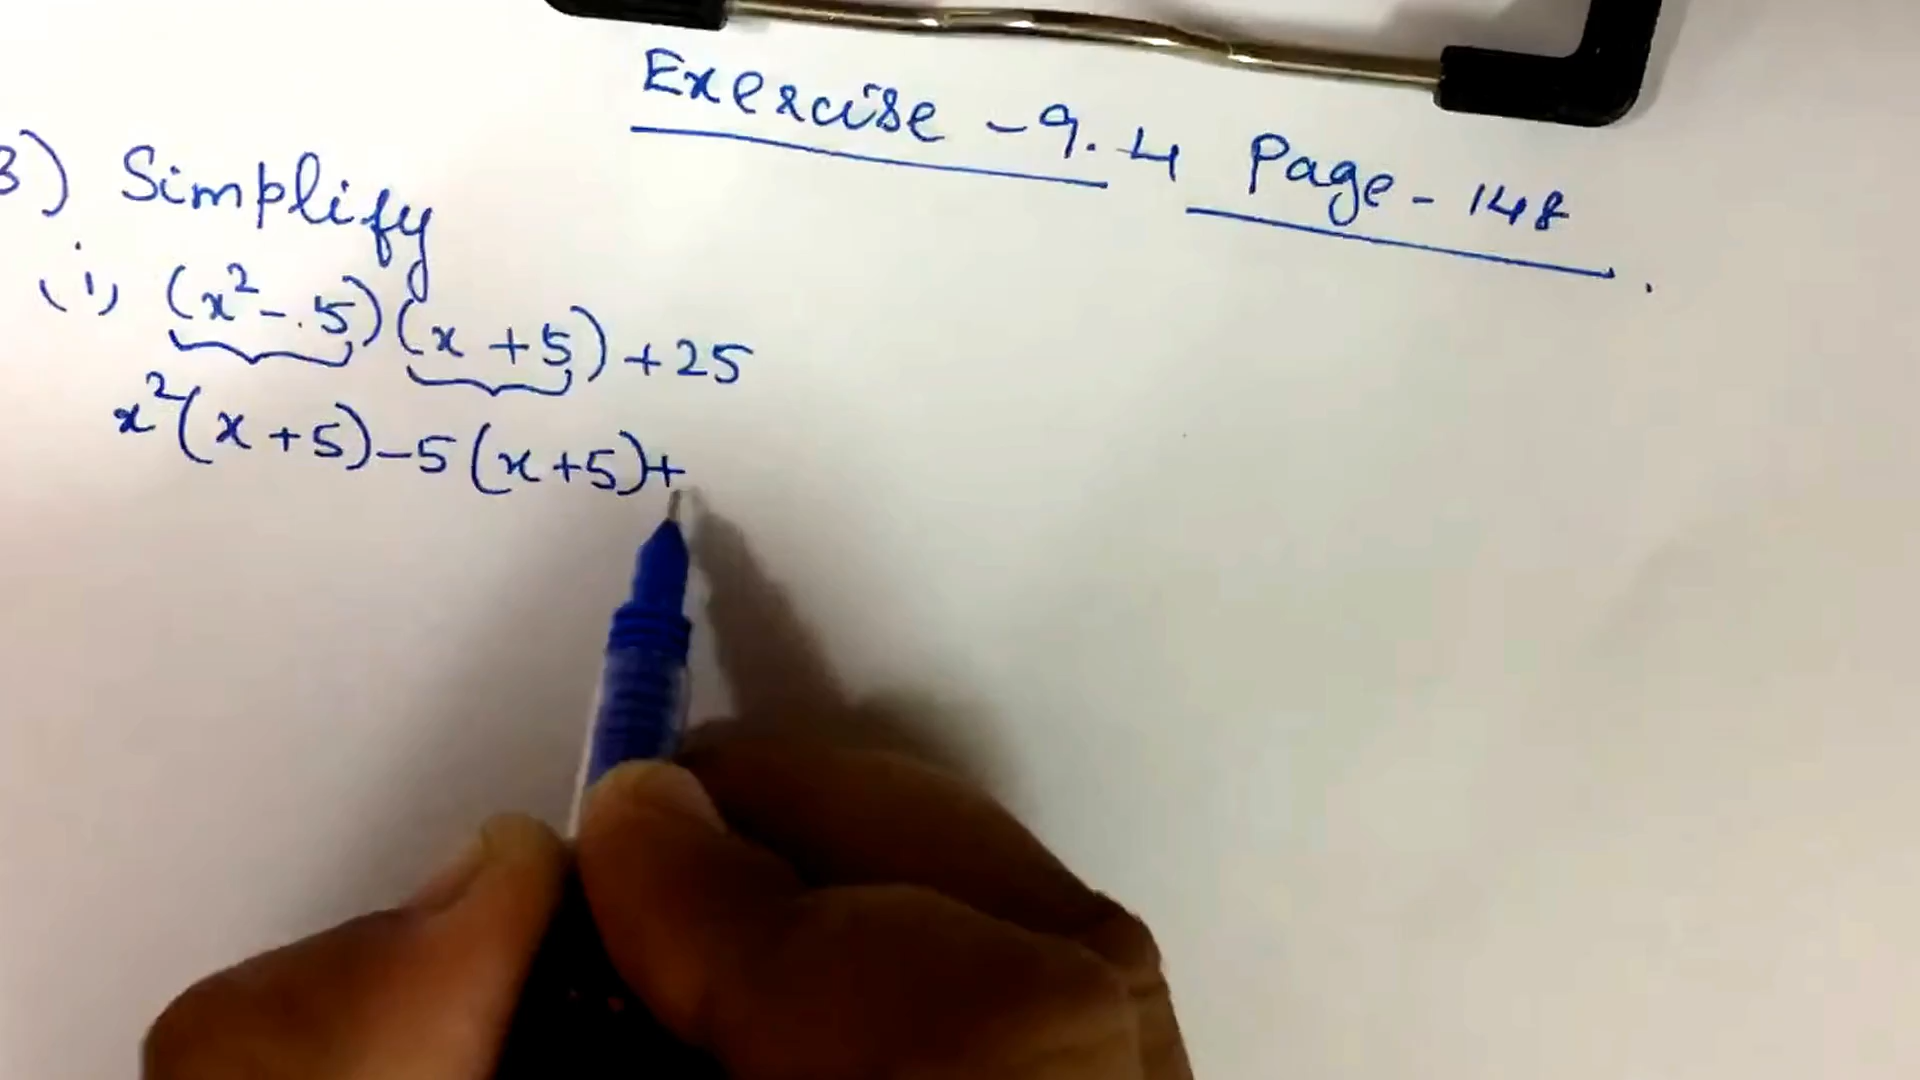 Exercise - 9.4 Page - 148.
3) Simplify
(i) (x² - 5)(x + 5) + 25
x²(x + 5) - 5(x + 5) +